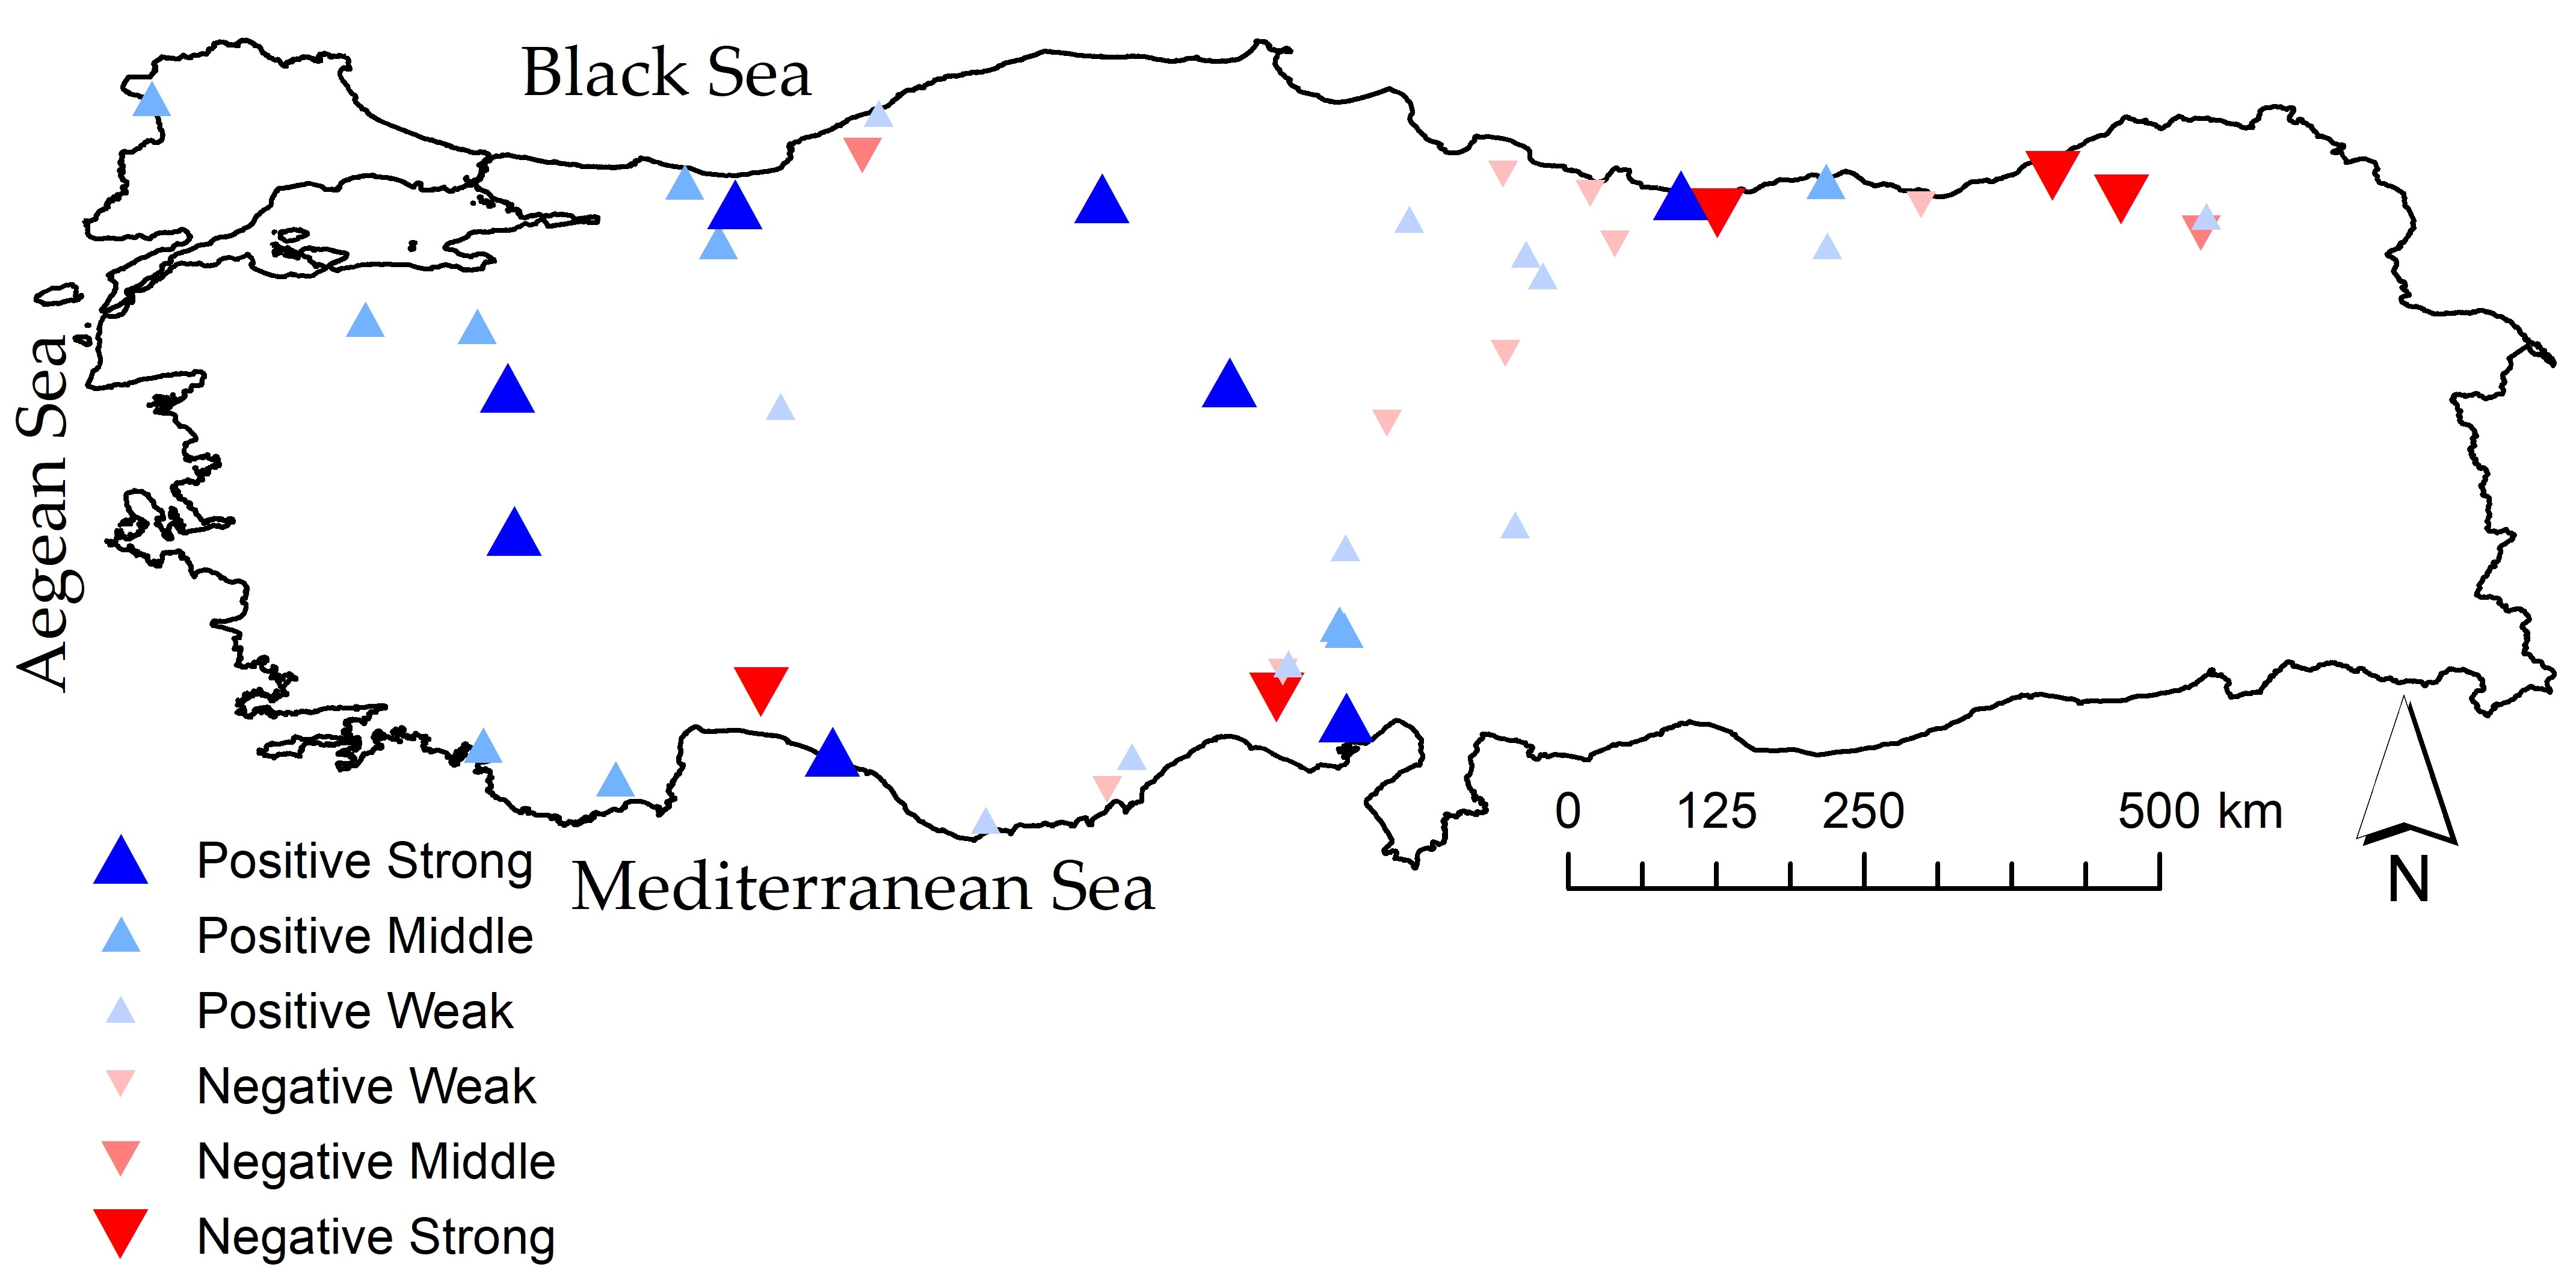 Black Sea
Aegean Sea
0 125 250 500 km
Positive Strong
Mediterranean Sea
N
Positive Middle
Positive Weak
Negative Weak
Negative Middle
Negative Strong